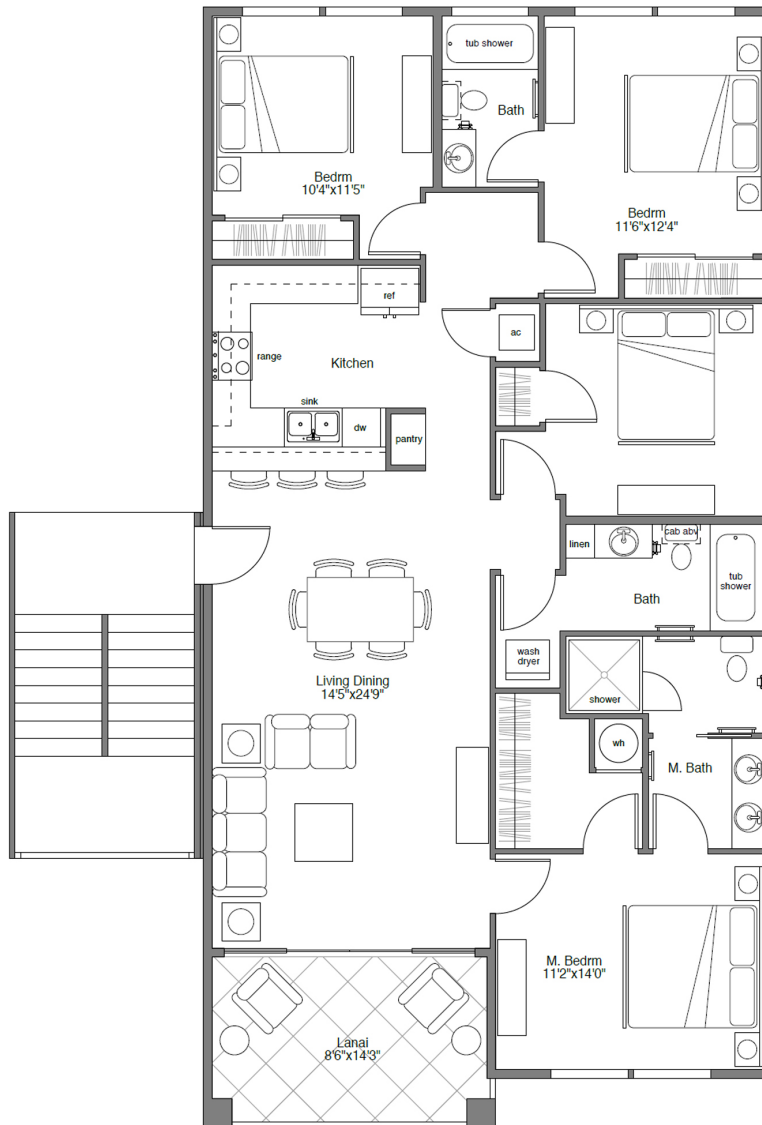 tub shower
Bath
Bedrm
10'4"x11'5"
Bedrm
11'6"x12'4"
ref
ac
range
Kitchen
sink
dw
pantry
linen
cab abv
tub
shower
Bath
wash
dryer
Living Dining
14'5"x24'9"
shower
wh
M. Bath
M. Bedrm
11'2"x14'0"
Lanai
8'6"x14'3"